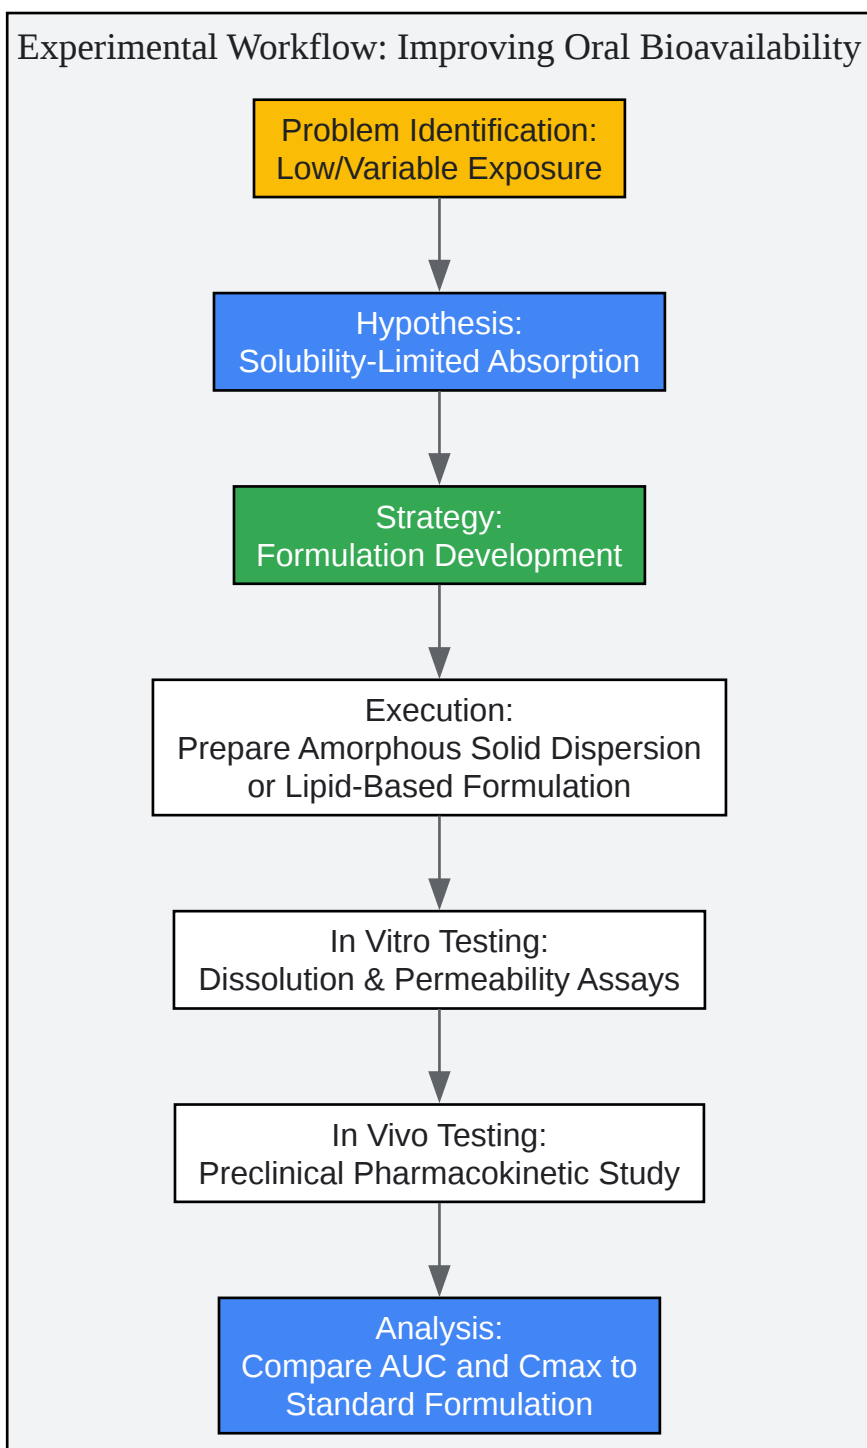 Experimental Workflow: Improving Oral Bioavailability
Problem Identification:
Low/Variable Exposure
Hypothesis:
Solubility-Limited Absorption
Strategy:
Formulation Development
Execution:
Prepare Amorphous Solid Dispersion
or Lipid-Based Formulation
In Vitro Testing:
Dissolution & Permeability Assays
In Vivo Testing:
Preclinical Pharmacokinetic Study
Analysis:
Compare AUC and Cmax to
Standard Formulation